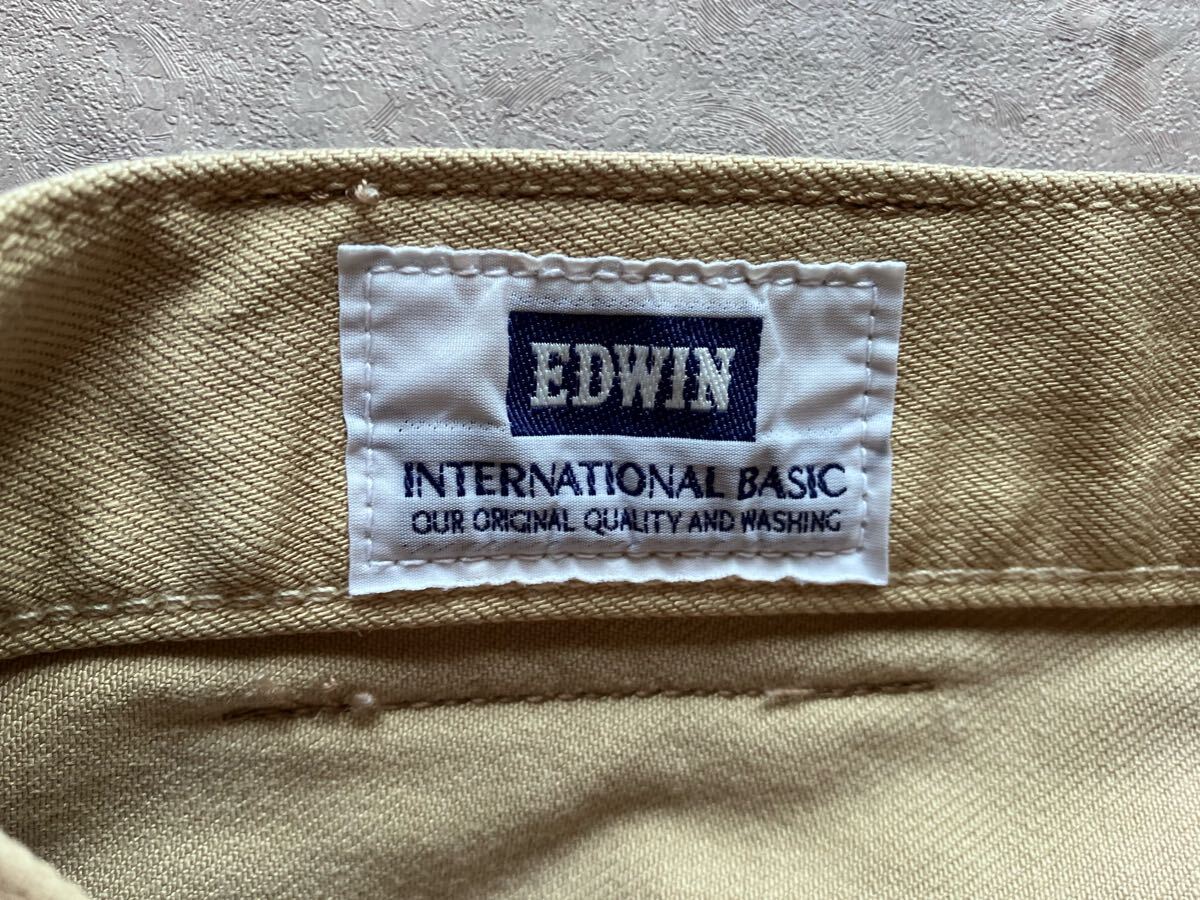 EDWIN
INTERNATIONAL BASIC
OUR ORIGINAL QUALITY AND WASHING